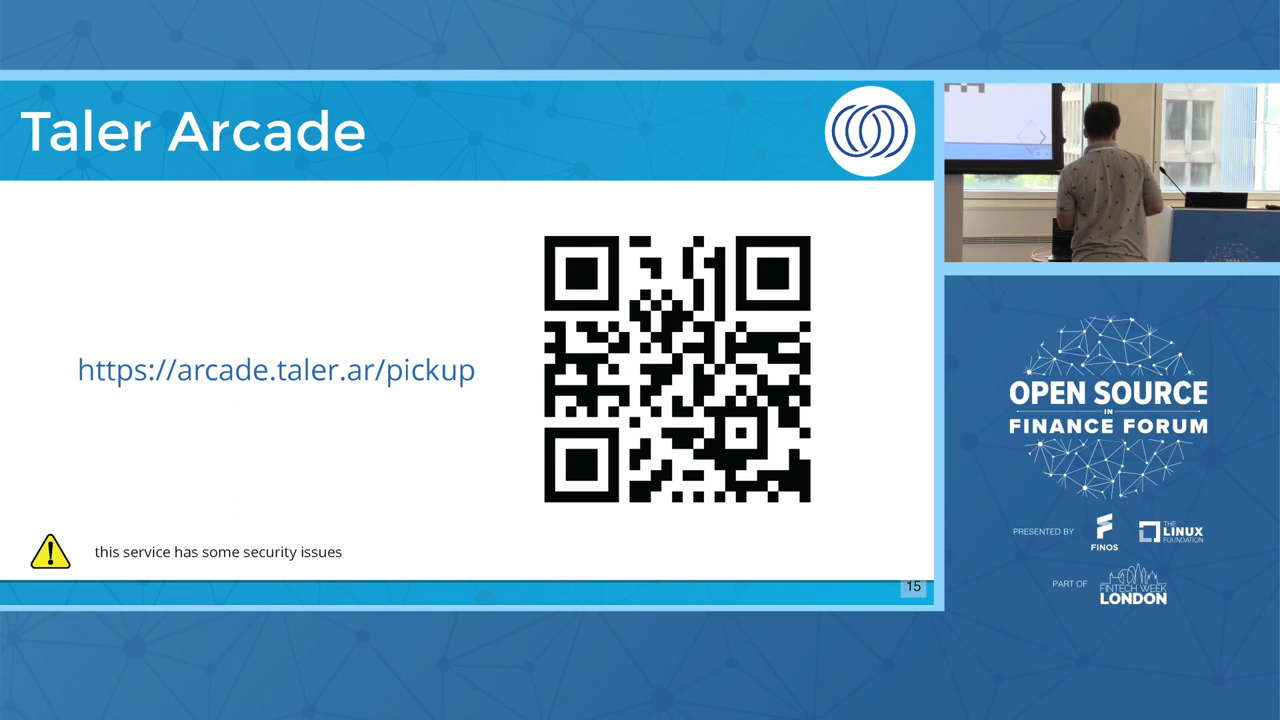 Taler Arcade
https://arcade.taler.ar/pickup
this service has some security issues
15
OPEN SOURCE
IN
FINANCE FORUM
PRESENTED BY
FINOS
THE
LINUX
FOUNDATION
PART OF
FINTECH WEEK
LONDON